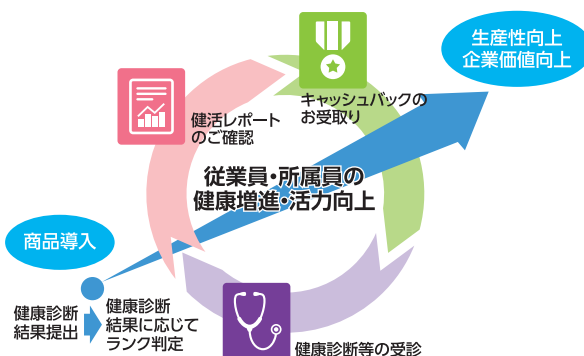 生産性向上
企業価値向上
キャッシュバックの
お受取り
健活レポート
のご確認
従業員・所属員の
健康増進・活力向上
商品導入
健康診断
結果提出
健康診断
結果に応じて
ランク判定
健康診断等の受診